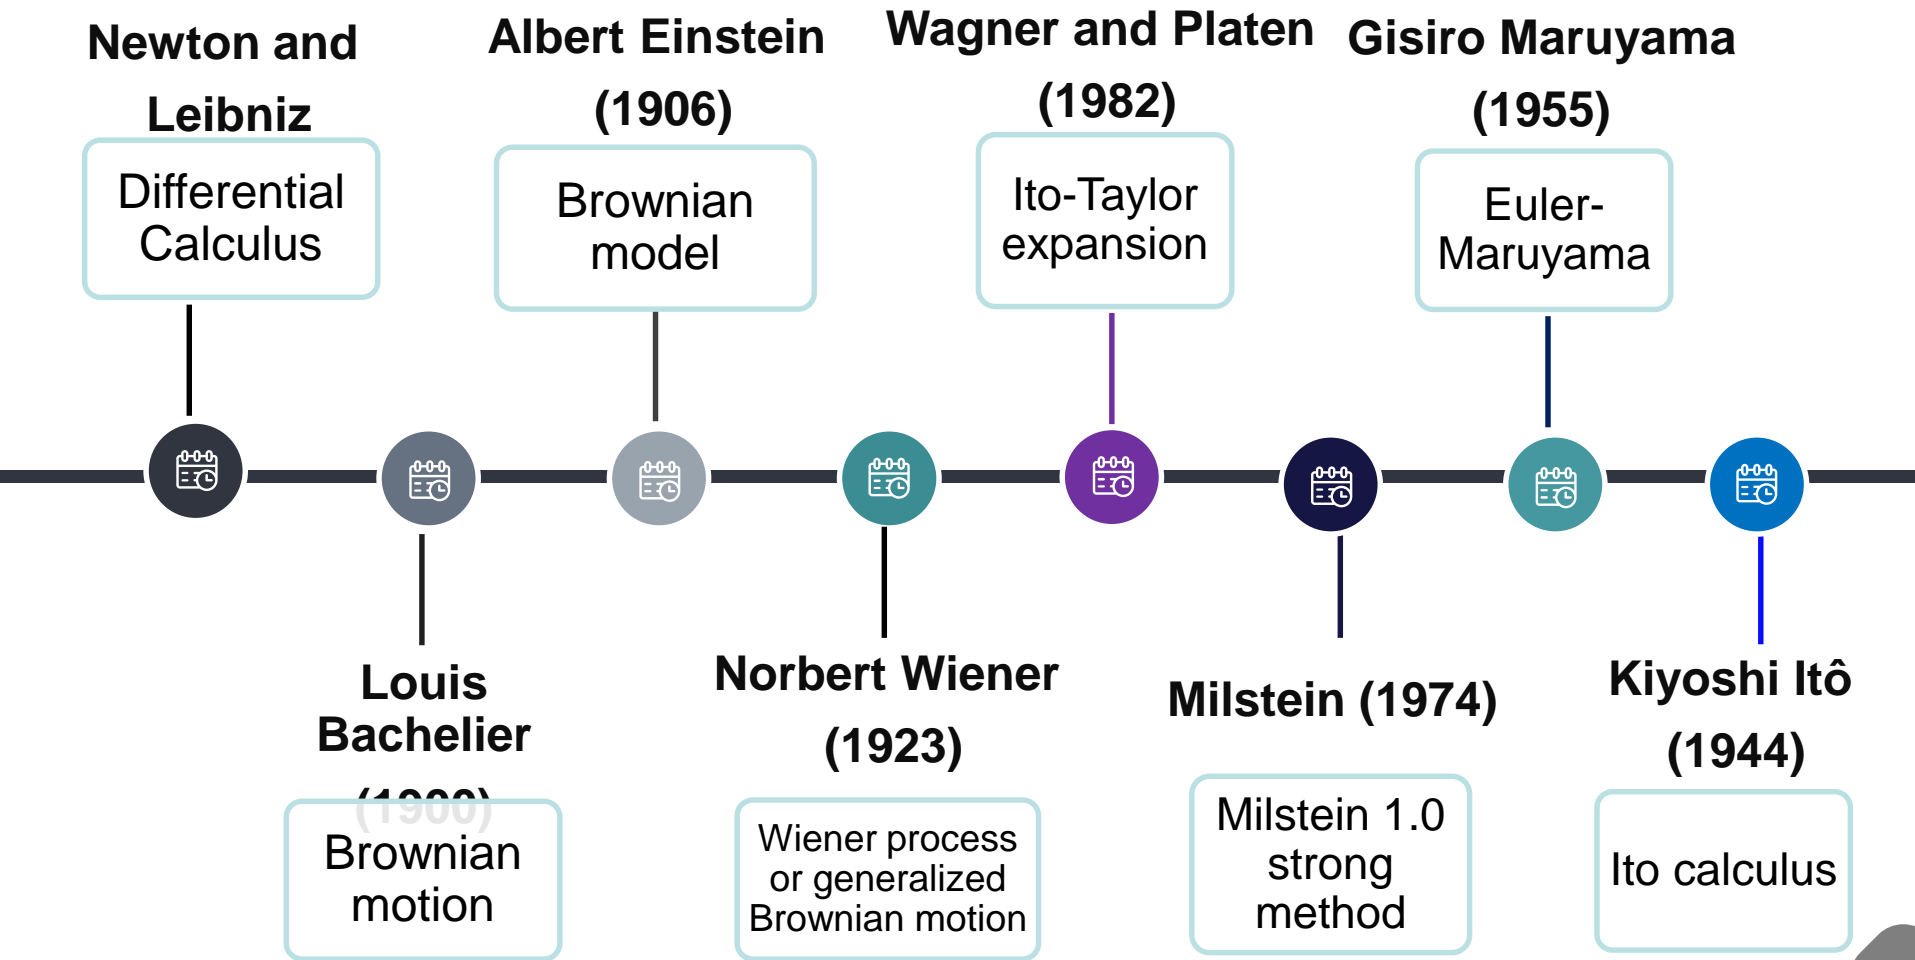 Newton and
Leibniz
Differential
Calculus
Louis
Bachelier
(1900)
Brownian
motion
Albert Einstein
(1906)
Brownian
model
Norbert Wiener
(1923)
Wiener process
or generalized
Brownian motion
Wagner and Platen
(1982)
Ito-Taylor
expansion
Milstein (1974)
Milstein 1.0
strong
method
Gisiro Maruyama
(1955)
Euler-
Maruyama
Kiyoshi Itô
(1944)
Ito calculus